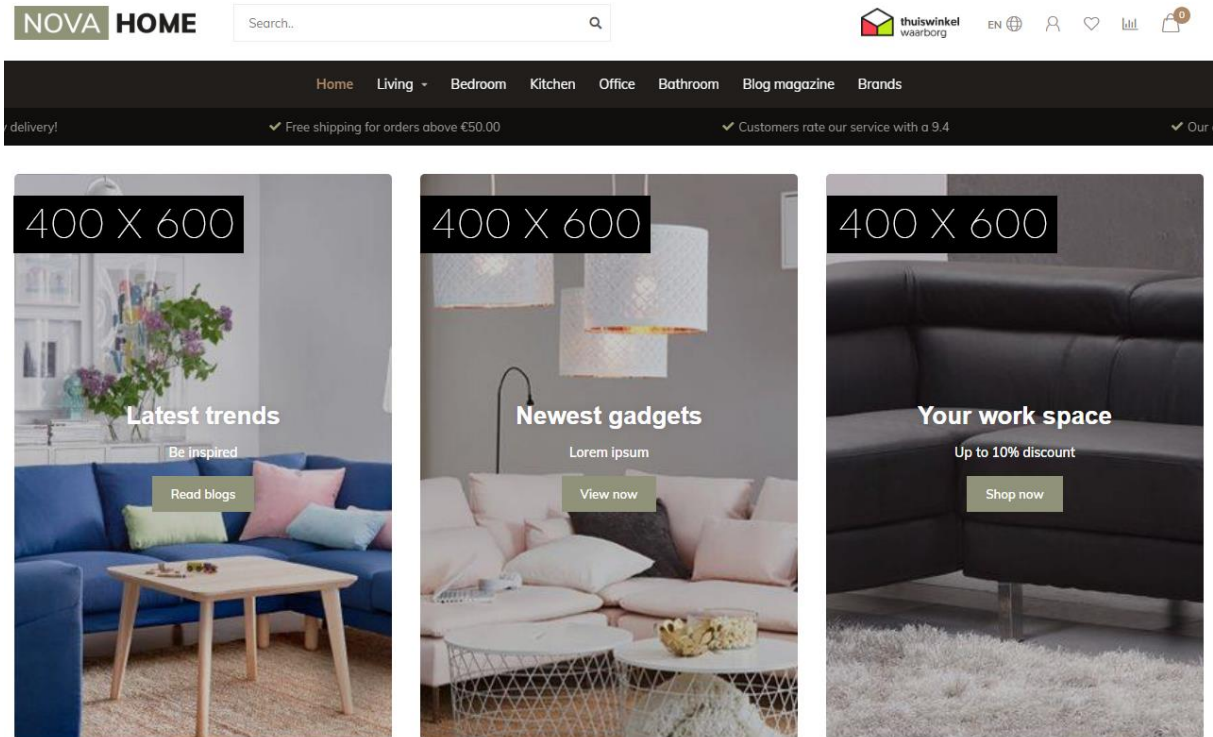 NOVA HOME
Search..
thuiswinkel
waarborg
EN
0
Home Living Bedroom Kitchen Office Bathroom Blog magazine Brands
delivery! Free shipping for orders above €50.00 Customers rate our service with a 9.4 Our
400 X 600 400 X 600 400 X 600
Latest trends
Be inspired
Read blogs
Newest gadgets
Lorem ipsum
View now
Your work space
Up to 10% discount
Shop now